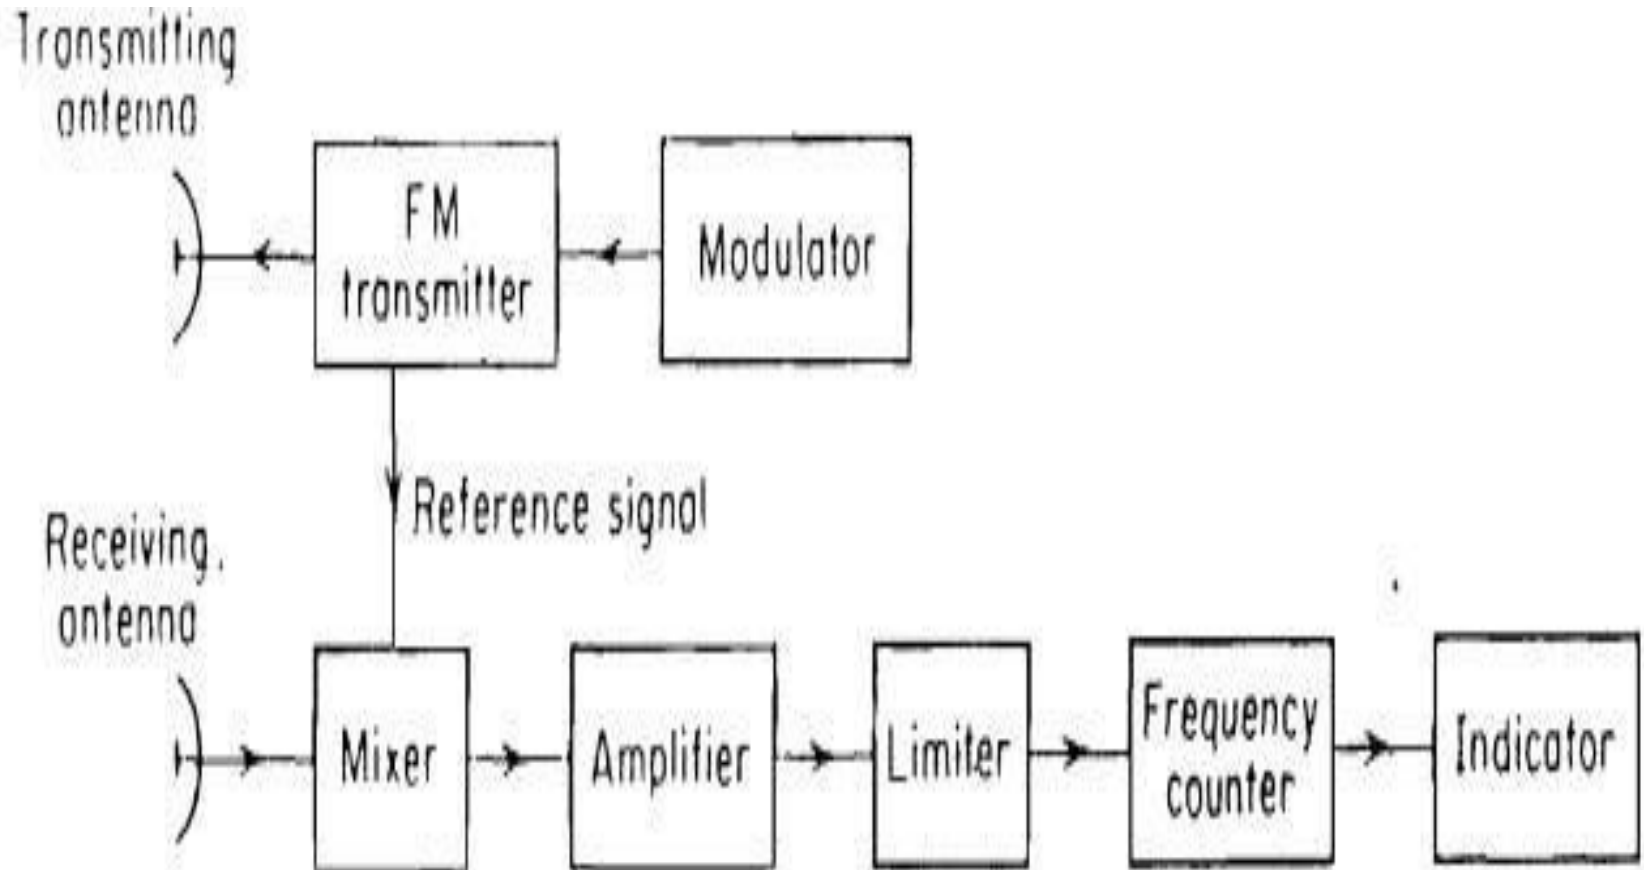 Transmitting
antenna
FM
transmitter
Modulator
Reference signal
Receiving.
antenna
Mixer
Amplifier
Limiter
Frequency
counter
Indicator